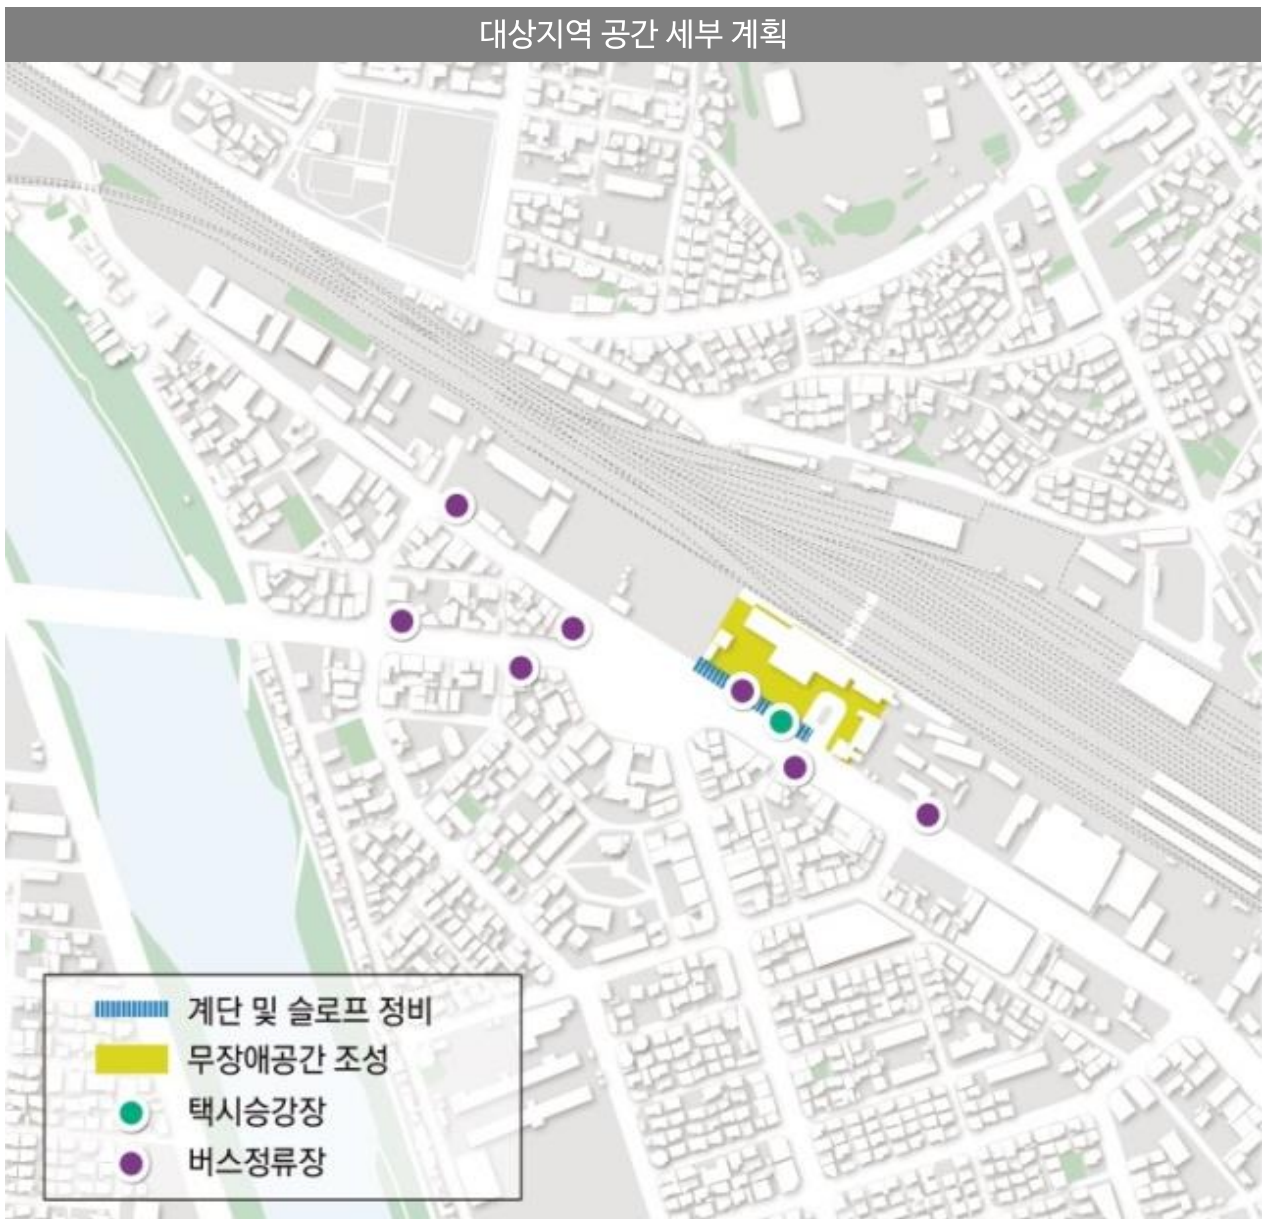 대상지역 공간 세부 계획
계단 및 슬로프 정비
무장애공간 조성
택시승강장
버스정류장